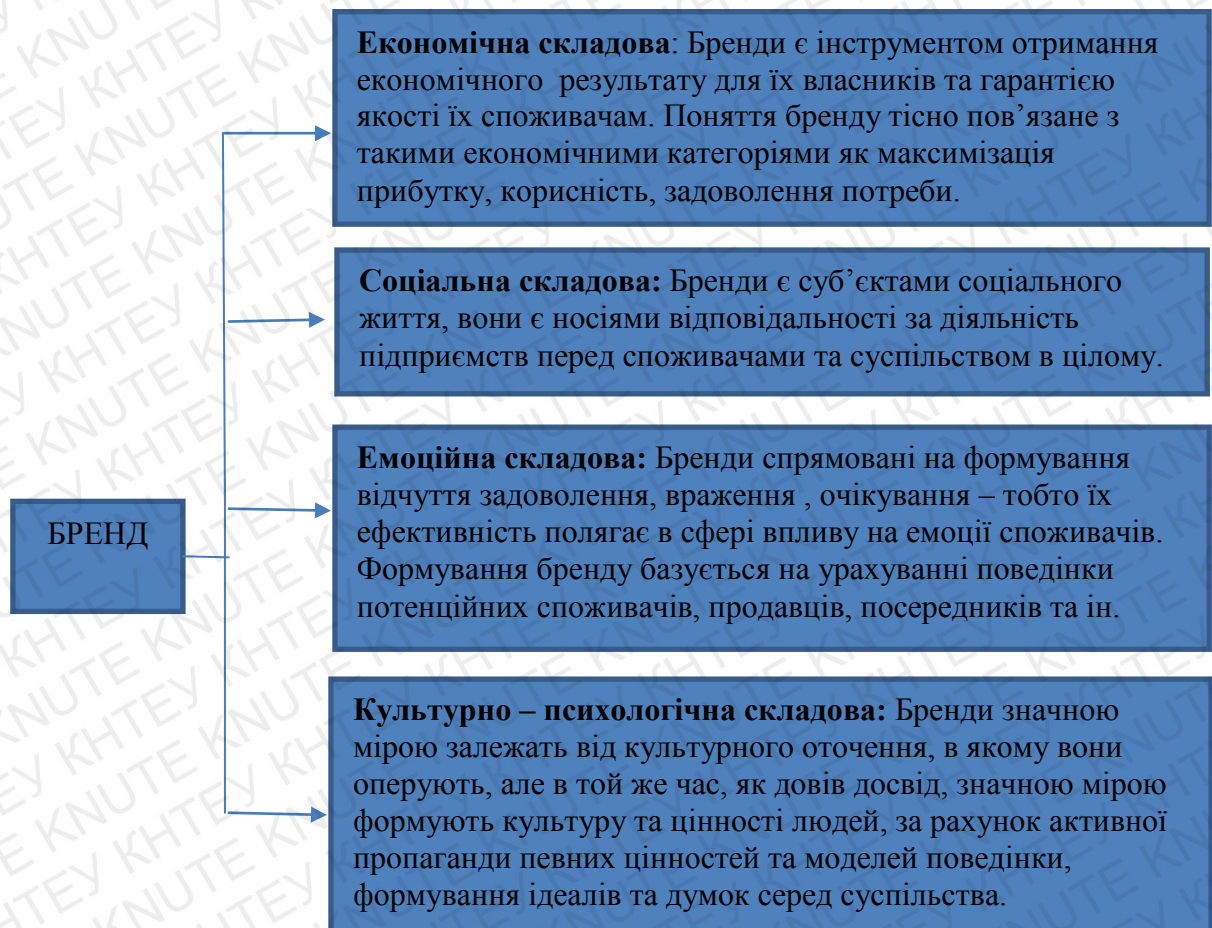 Економічна складова: Бренди є інструментом отримання
економічного результату для їх власників та гарантією
якості їх споживачам. Поняття бренду тісно пов’язане з
такими економічними категоріями як максимізація
прибутку, корисність, задоволення потреби.
Соціальна складова: Бренди є суб’єктами соціального
життя, вони є носіями відповідальності за діяльність
підприємств перед споживачами та суспільством в цілому.
БРЕНД
Емоційна складова: Бренди спрямовані на формування
відчуття задоволення, враження , очікування – тобто їх
ефективність полягає в сфері впливу на емоції споживачів.
Формування бренду базується на урахуванні поведінки
потенційних споживачів, продавців, посередників та ін.
Культурно – психологічна складова: Бренди значною
мірою залежать від культурного оточення, в якому вони
оперують, але в той же час, як довів досвід, значною мірою
формують культуру та цінності людей, за рахунок активної
пропаганди певних цінностей та моделей поведінки,
формування ідеалів та думок серед суспільства.